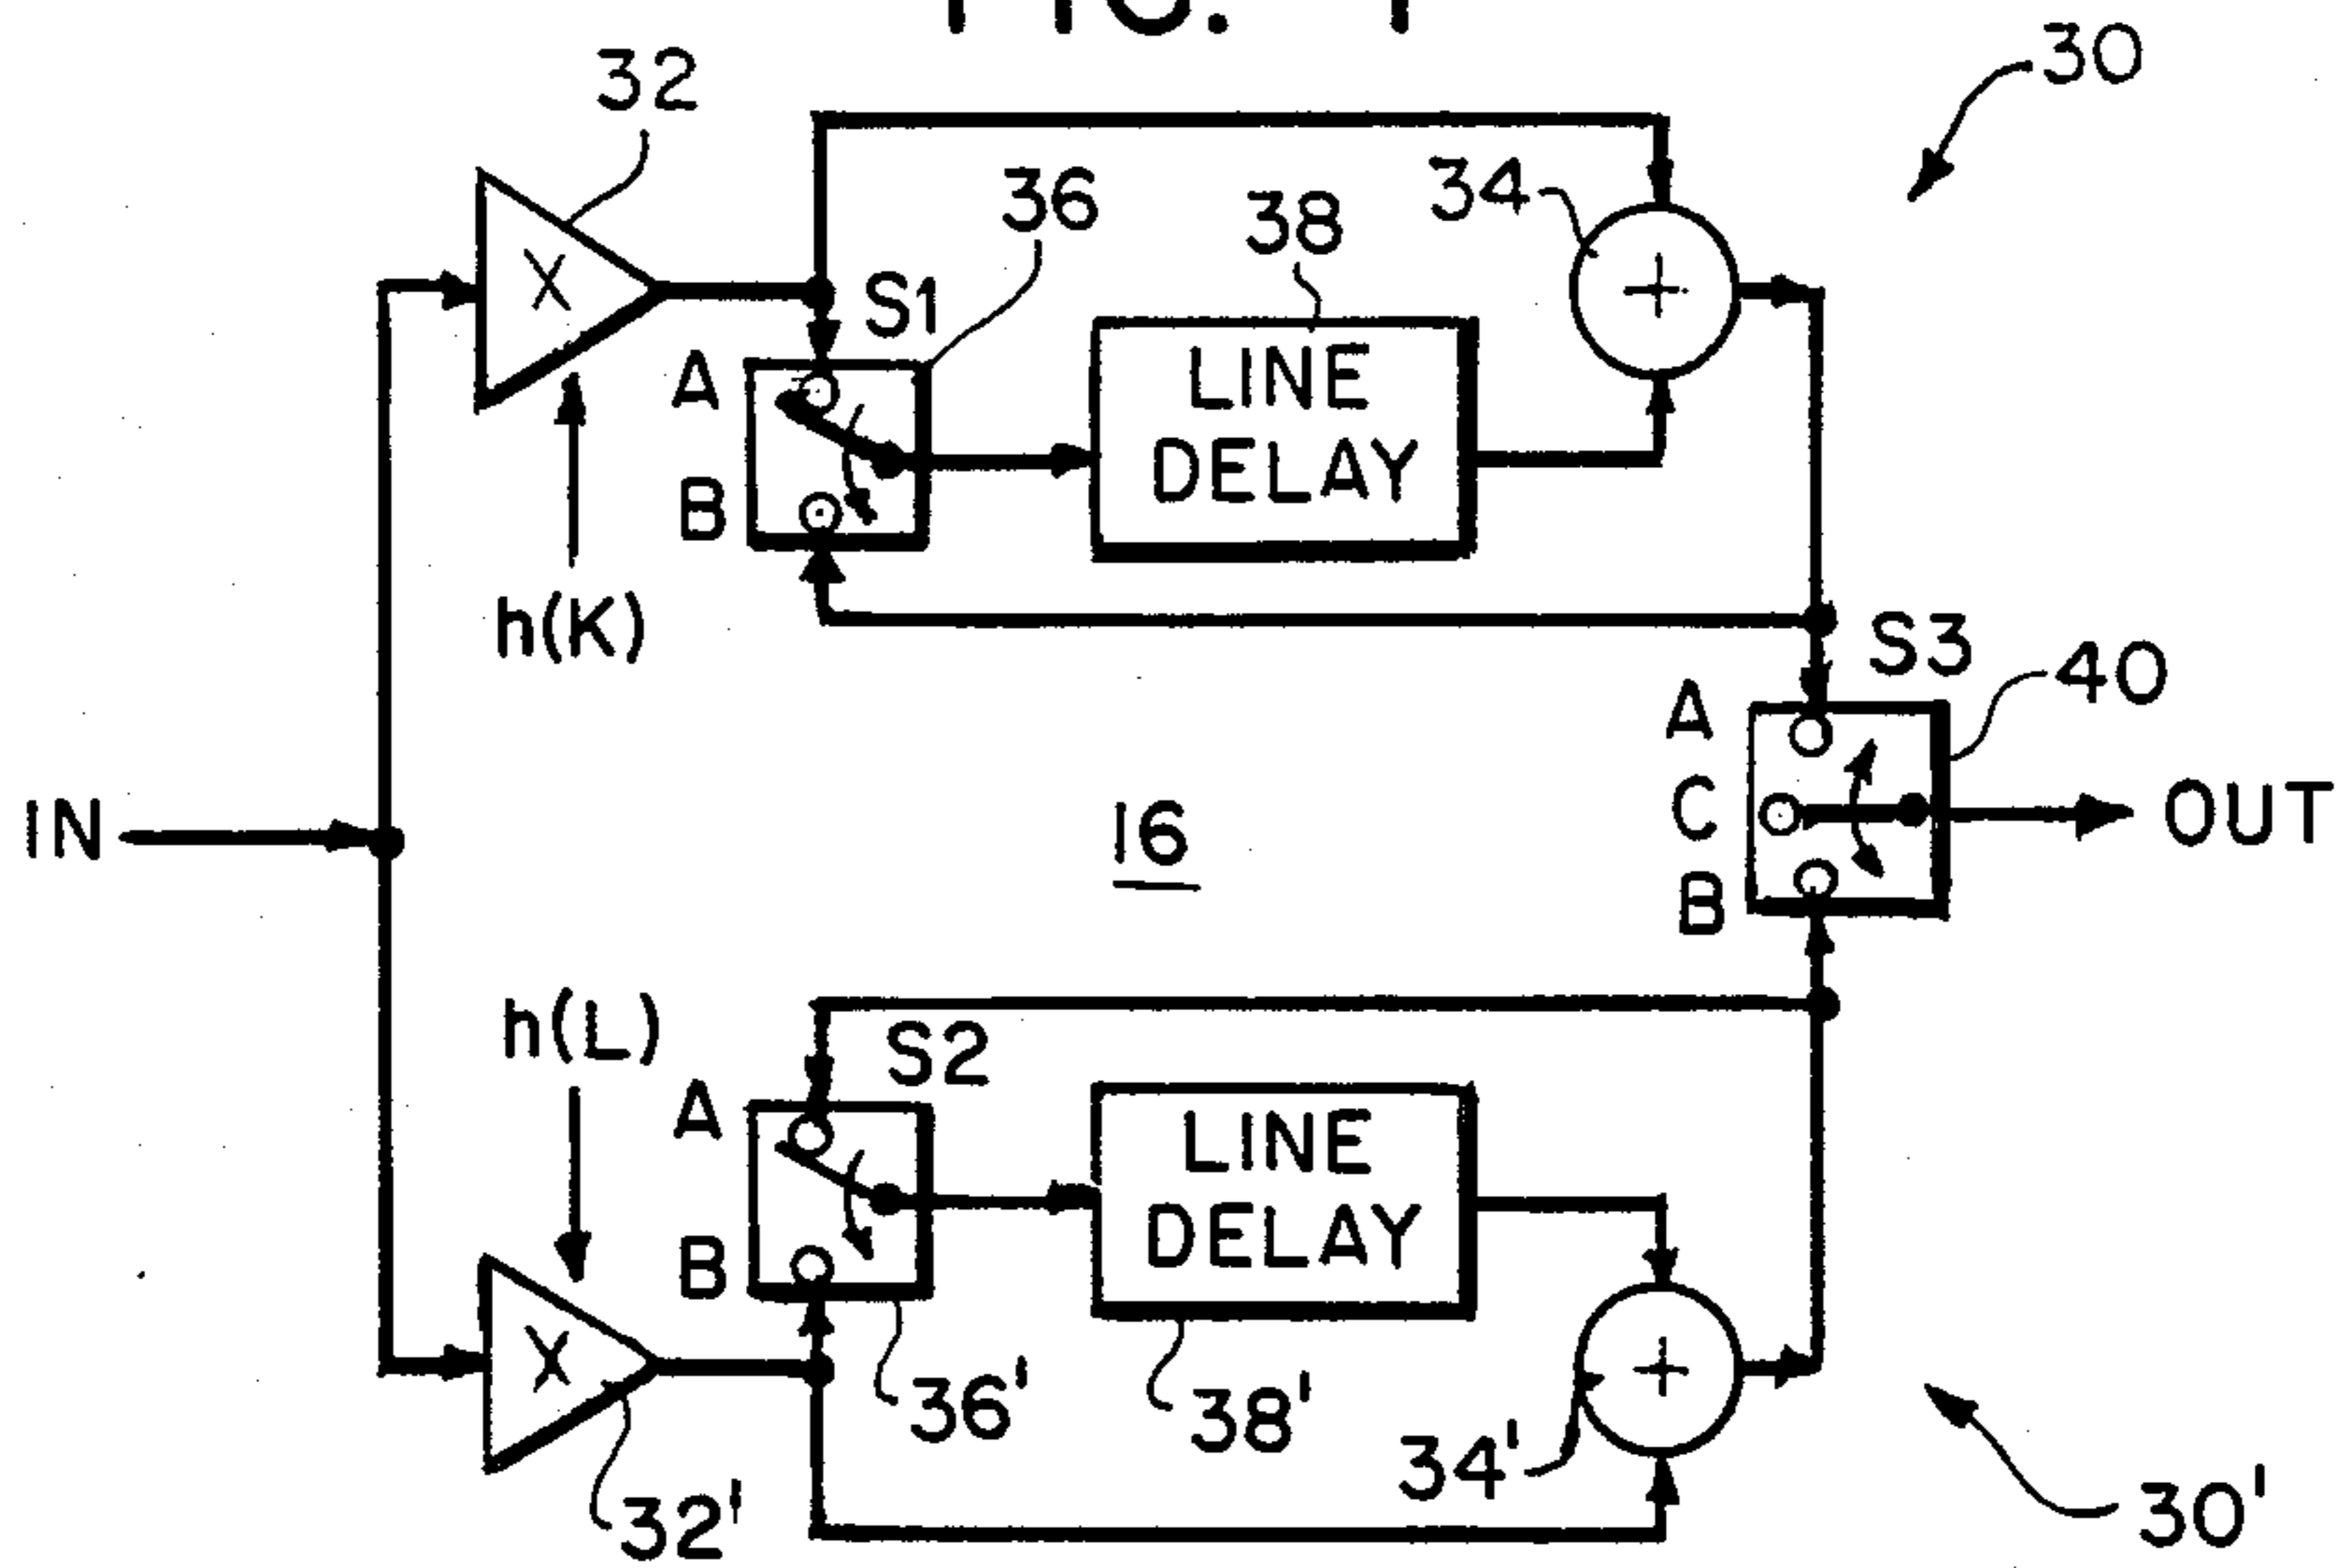 32
30
36
38
34
X
S1
A
LINE
DELAY
B
h(K)
S3
40
A
C
B
IN
16
OUT
h(L)
S2
A
LINE
DELAY
B
X
36'
38'
34'
32'
30'